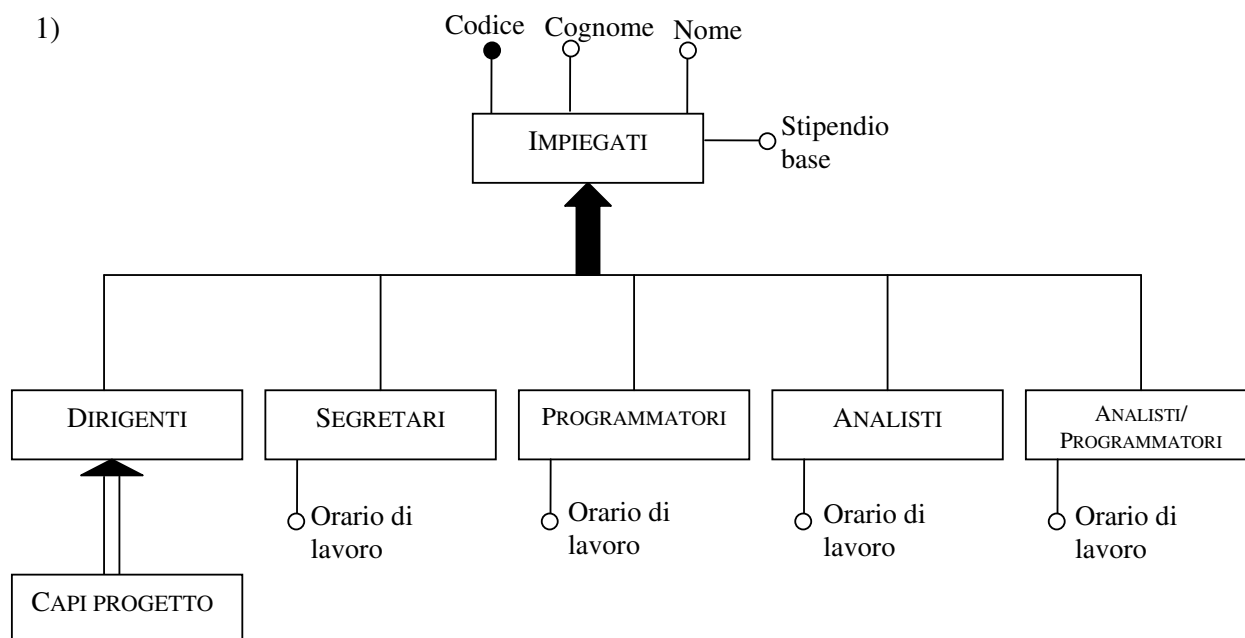 1)
Codice
Cognome
Nome
IMPIEGATI
Stipendio
base
DIRIGENTI
SEGRETARI
PROGRAMMATORI
ANALISTI
ANALISTI/
PROGRAMMATORI
Orario di
lavoro
Orario di
lavoro
Orario di
lavoro
Orario di
lavoro
CAPI PROGETTO